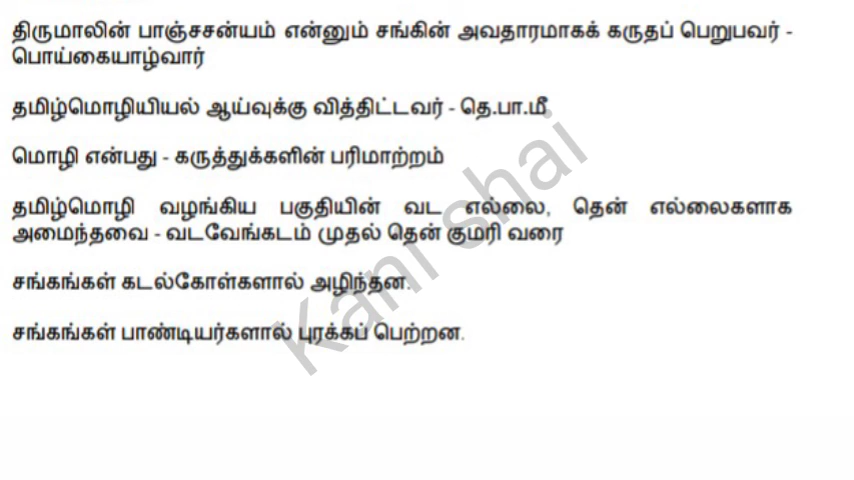 திருமாலின் பாஞ்சசன்யம் என்னும் சங்கின் அவதாரமாகக் கருதப் பெறுபவர் -
பொய்கையாழ்வார்
தமிழ்மொழியியல் ஆய்வுக்கு வித்திட்டவர் - தெ.பா.மீ
மொழி என்பது - கருத்துக்களின் பரிமாற்றம்
தமிழ்மொழி வழங்கிய பகுதியின் வட எல்லை, தென் எல்லைகளாக
அமைந்தவை - வடவேங்கடம் முதல் தென் குமரி வரை
சங்கங்கள் கடல்கோள்களால் அழிந்தன.
சங்கங்கள் பாண்டியர்களால் புரக்கப் பெற்றன.
Kani shai